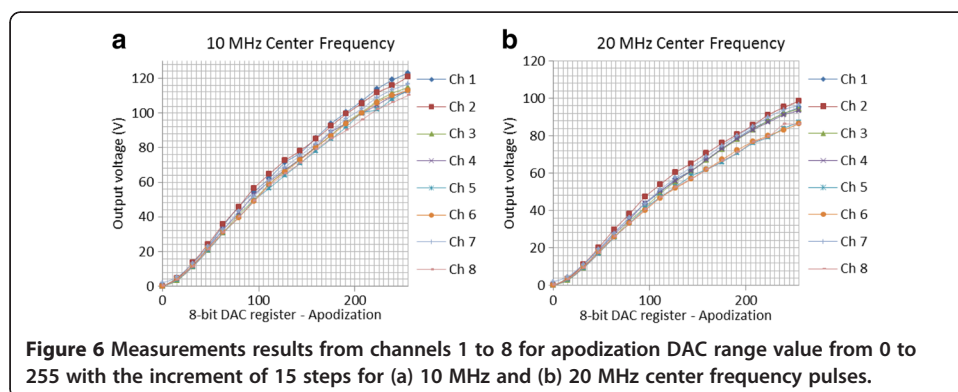 a
10 MHz Center Frequency
120
100
80
60
40
20
0
Output voltage (V)
0
100
200
8-bit DAC register - Apodization
Ch 1
Ch 2
Ch 3
Ch 4
Ch 5
Ch 6
Ch 7
Ch 8
b
20 MHz Center Frequency
120
100
80
60
40
20
0
Output voltage (V)
0
100
200
8-bit DAC register - Apodization
Ch 1
Ch 2
Ch 3
Ch 4
Ch 5
Ch 6
Ch 7
Ch 8
Figure 6 Measurements results from channels 1 to 8 for apodization DAC range value from 0 to
255 with the increment of 15 steps for (a) 10 MHz and (b) 20 MHz center frequency pulses.